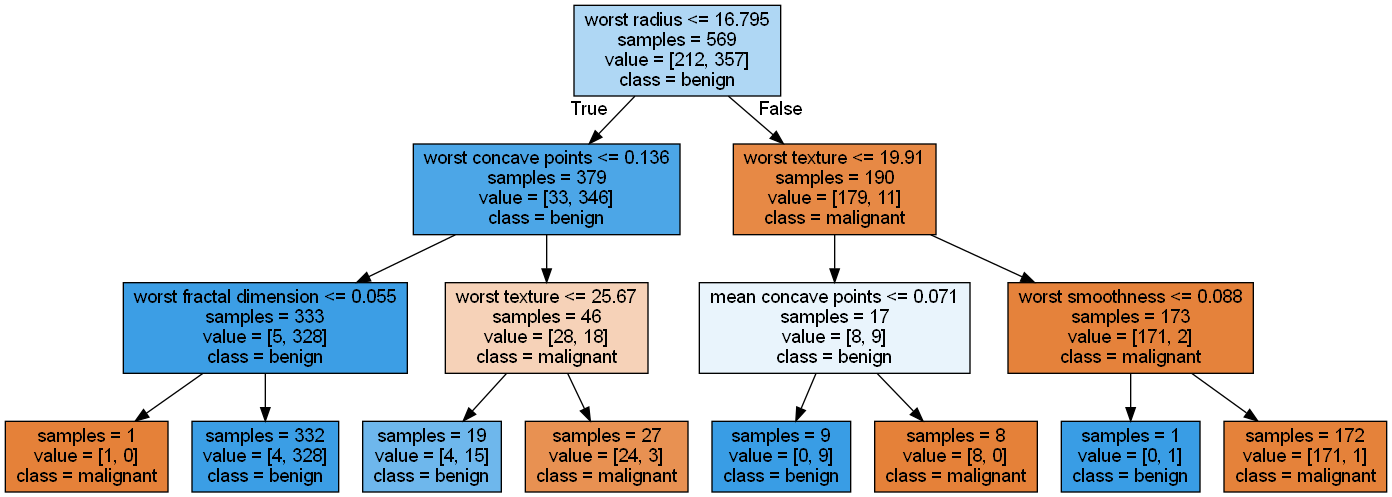 worst radius <= 16.795
samples = 569
value = [212, 357]
class = benign
True
False
worst concave points <= 0.136
samples = 379
value = [33, 346]
class = benign
worst texture <= 19.91
samples = 190
value = [179, 11]
class = malignant
worst fractal dimension <= 0.055
samples = 333
value = [5, 328]
class = benign
worst texture <= 25.67
samples = 46
value = [28, 18]
class = malignant
mean concave points <= 0.071
samples = 17
value = [8, 9]
class = benign
worst smoothness <= 0.088
samples = 173
value = [171, 2]
class = malignant
samples = 1
value = [1, 0]
class = malignant
samples = 332
value = [4, 328]
class = benign
samples = 19
value = [4, 15]
class = benign
samples = 27
value = [24, 3]
class = malignant
samples = 9
value = [0, 9]
class = benign
samples = 8
value = [8, 0]
class = malignant
samples = 1
value = [0, 1]
class = benign
samples = 172
value = [171, 1]
class = malignant